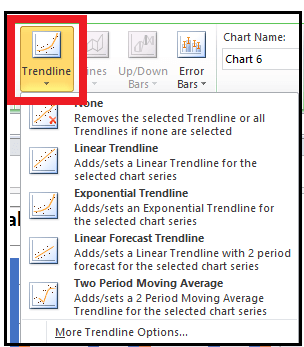 Trendline
Lines
Up/Down
Bars
Error
Bars
Chart Name:
Chart 6
None
Removes the selected Trendline or all
Trendlines if none are selected
Linear Trendline
Adds/sets a Linear Trendline for the
selected chart series
Exponential Trendline
Adds/sets an Exponential Trendline for
the selected chart series
Linear Forecast Trendline
Adds/sets a Linear Trendline with 2 period
forecast for the selected chart series
Two Period Moving Average
Adds/sets a 2 Period Moving Average
Trendline for the selected chart series
More Trendline Options...